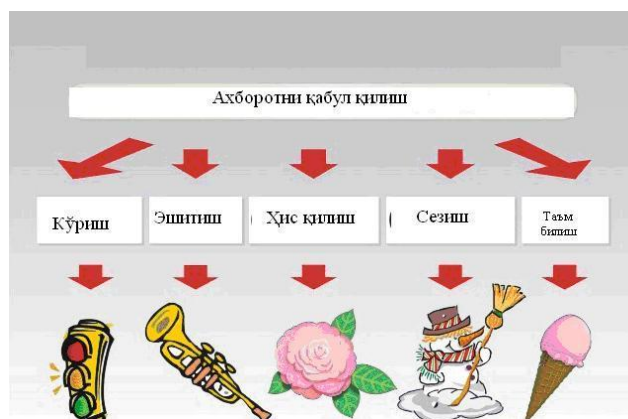 Ахборотни қабул қилиш
Кўриш
Эшитиш
Ҳис қилиш
Сезиш
Таъм
билиш